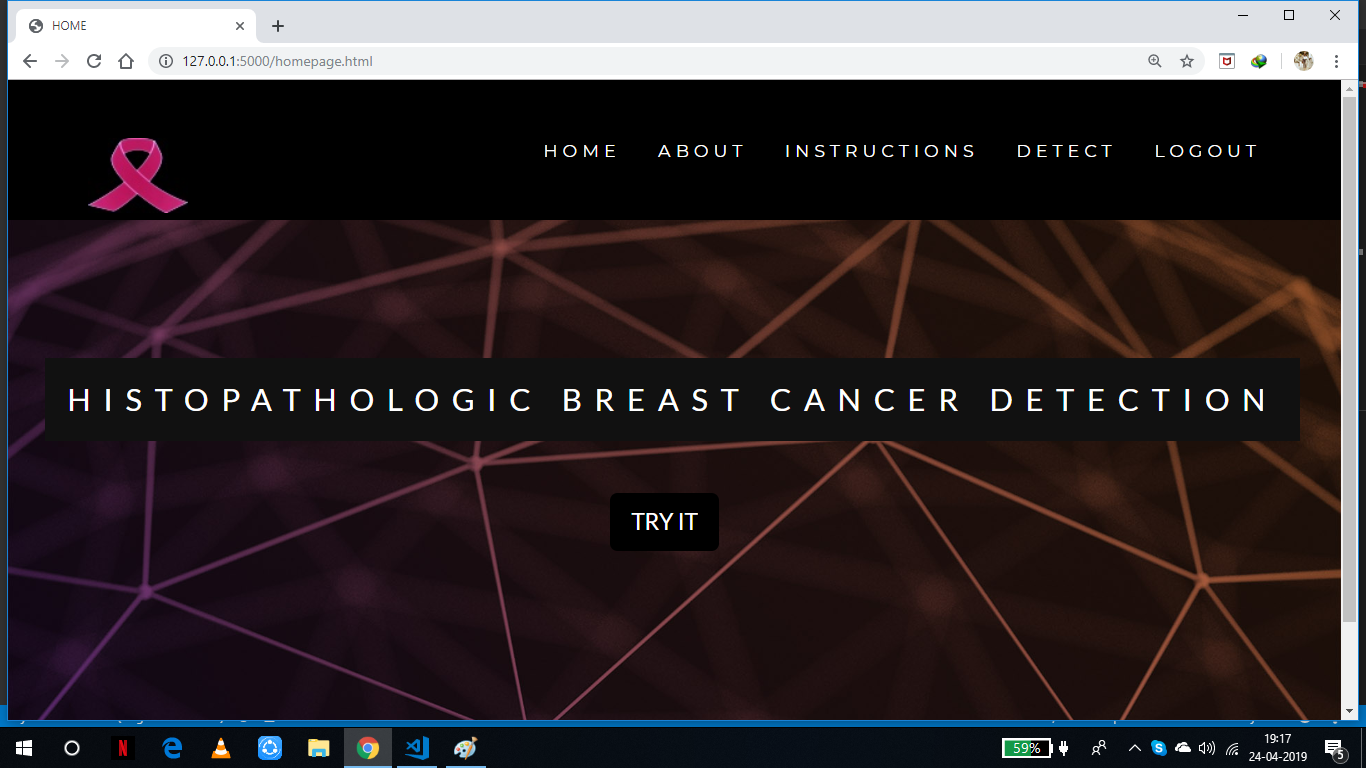 HOME
127.0.0.1:5000/homepage.html
HOME ABOUT INSTRUCTIONS DETECT LOGOUT
HISTOPATHOLOGIC BREAST CANCER DETECTION
TRY IT
59%
19:17
24-04-2019
5